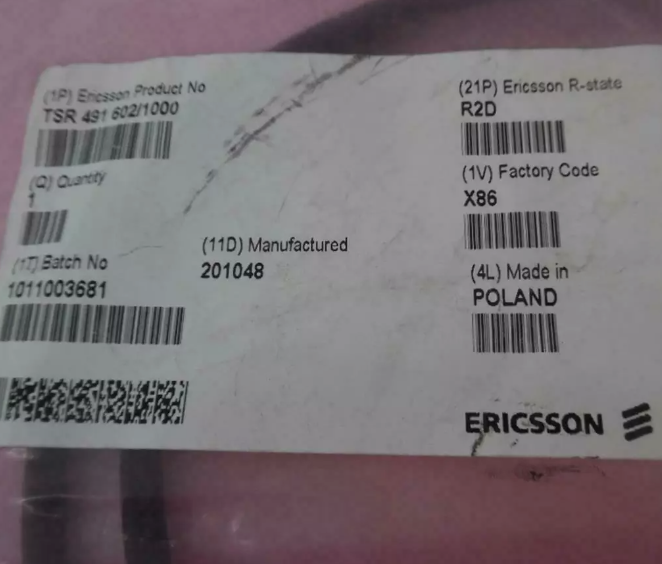 (1P) Ericsson Product No
TSR 491 602/1000
(Q) Quantity
1
(1T) Batch No
1011003681
(11D) Manufactured
201048
(21P) Ericsson R-state
R2D
(1V) Factory Code
X86
(4L) Made in
POLAND
ERICSSON